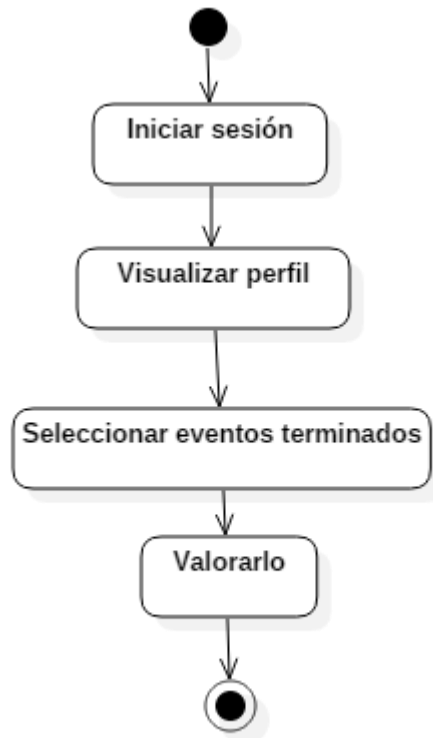 Iniciar sesión
Visualizar perfil
Seleccionar eventos terminados
Valorarlo